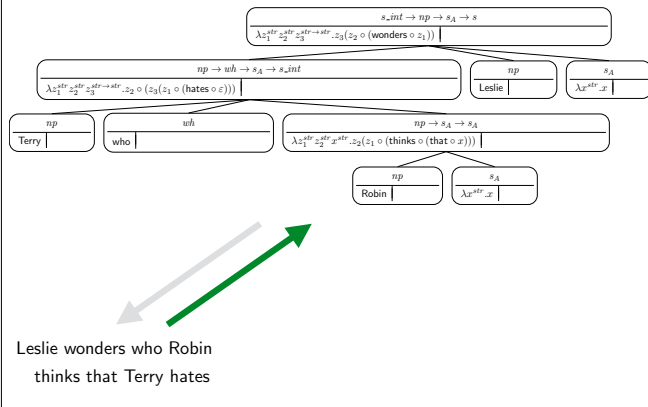 s_int → np → s_A → s
λz₁^{str} z₂^{str} z₃^{str→str}.z₃(z₂ ∘ (wonders ∘ z₁))
np → wh → s_A → s_int
λz₁^{str} z₂^{str} z₃^{str→str}.z₂ ∘ (z₃(z₁ ∘ (hates ∘ ε)))
np
Leslie
s_A
λx^{str}.x
np
Terry
wh
who
np → s_A → s_A
λz₁^{str} z₂^{str} x^{str}.z₂(z₁ ∘ (thinks ∘ (that ∘ x)))
np
Robin
s_A
λx^{str}.x
Leslie wonders who Robin
thinks that Terry hates